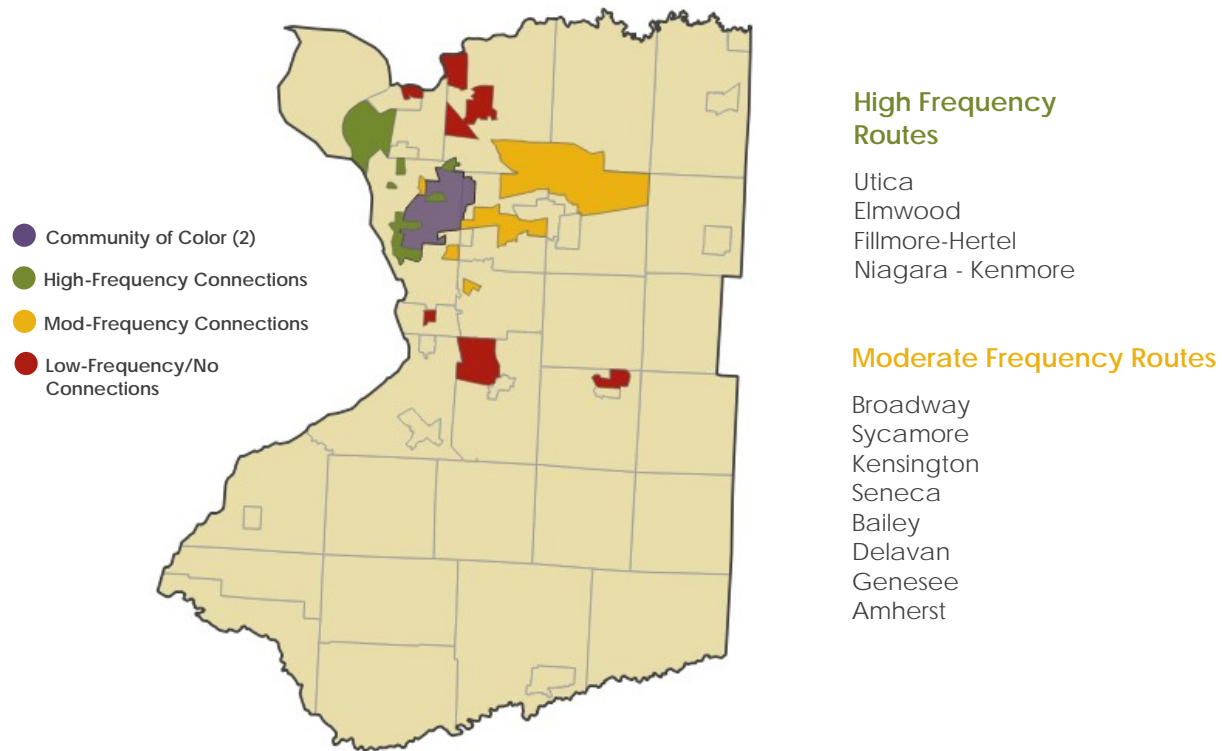 Community of Color (2)
High-Frequency Connections
Mod-Frequency Connections
Low-Frequency/No
Connections
High Frequency
Routes
Utica
Elmwood
Fillmore-Hertel
Niagara - Kenmore
Moderate Frequency Routes
Broadway
Sycamore
Kensington
Seneca
Bailey
Delavan
Genesee
Amherst